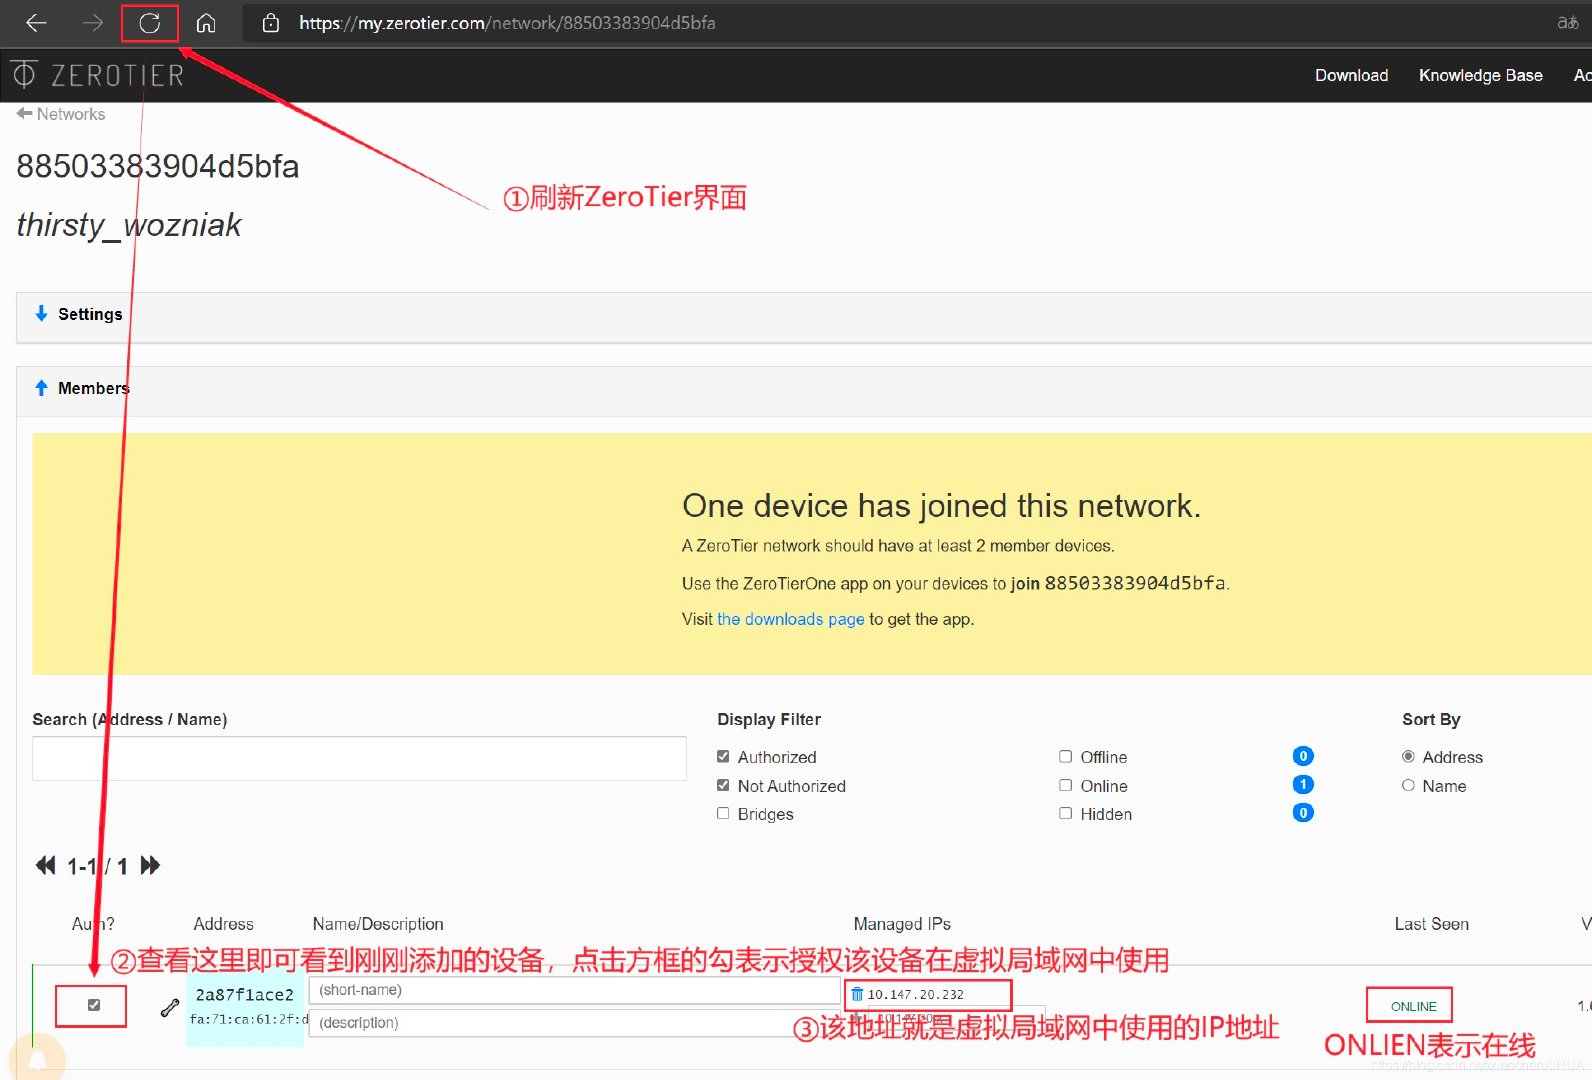 https://my.zerotier.com/network/88503383904d5bfa
ZEROTIER
Download Knowledge Base
Networks
88503383904d5bfa
①刷新ZeroTier界面
thirsty_wozniak
Settings
Members
One device has joined this network.
A ZeroTier network should have at least 2 member devices.
Use the ZeroTierOne app on your devices to join 88503383904d5bfa.
Visit the downloads page to get the app.
Search (Address / Name) Display Filter Sort By
Authorized Offline 0 Address
Not Authorized Online 1 Name
Bridges Hidden 0
1-1 / 1
Auth? Address Name/Description Managed IPs Last Seen
②查看这里即可看到刚刚添加的设备，点击方框的勾表示授权该设备在虚拟局域网中使用
2a87f1ace2 (short-name) 10.147.20.232
ONLINE
fa:71:ca:61:2f:d (description)
③该地址就是虚拟局域网中使用的IP地址
ONLIEN表示在线